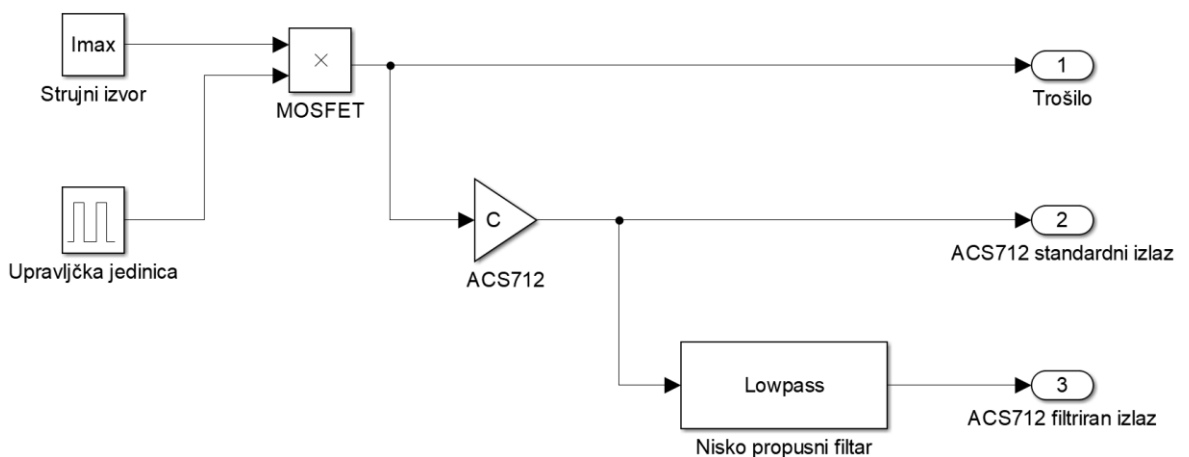 Imax
Strujni izvor
×
MOSFET
1
Trošilo
Upravljčka jedinica
C
ACS712
2
ACS712 standardni izlaz
Lowpass
Nisko propusni filtar
3
ACS712 filtriran izlaz